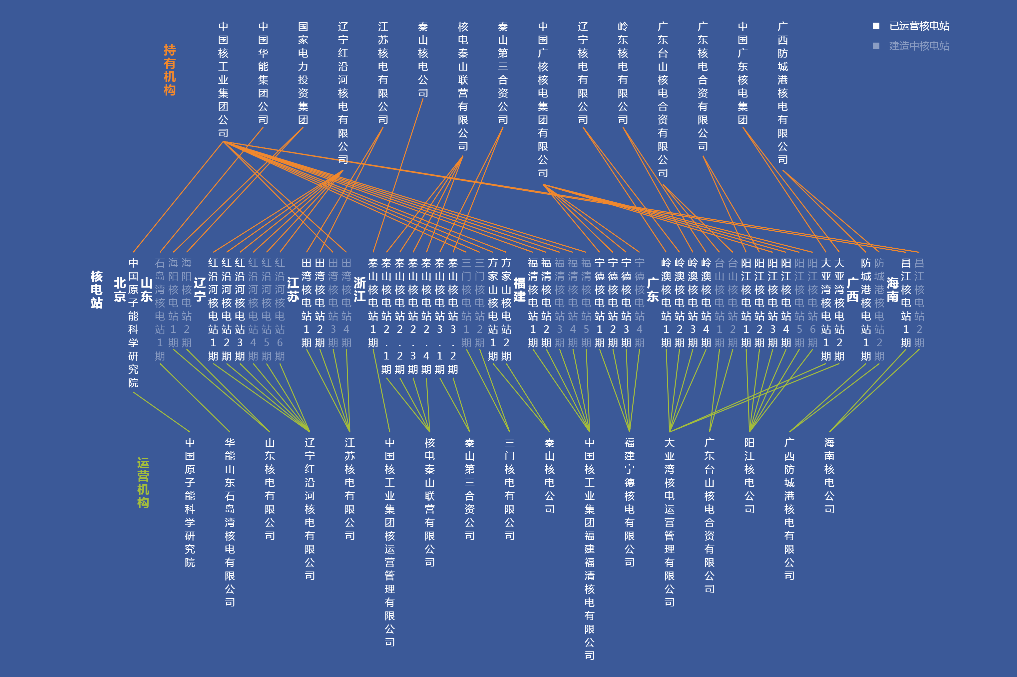 已运营核电站
建造中核电站
持有机构
中国核工业集团公司
中国华能集团公司
国家电力投资集团
辽宁红沿河核电有限公司
江苏核电有限公司
秦山核电公司
核电秦山联营有限公司
秦山第三合资公司
中国广核核电集团有限公司
辽宁核电有限公司
岭东核电有限公司
广东台山核电合资有限公司
广东核电合资有限公司
中国广东核电集团
广西防城港核电有限公司
核电站
北京
中国原子能科学研究院
山东
石岛湾核电站1期
海阳核电站1期
海阳核电站2期
辽宁
红沿河核电站1期
红沿河核电站2期
红沿河核电站3期
红沿河核电站4期
红沿河核电站5期
红沿河核电站6期
江苏
田湾核电站1期
田湾核电站2期
田湾核电站3期
田湾核电站4期
浙江
秦山核电站1期
秦山核电站2.1期
秦山核电站2.2期
秦山核电站2.3期
秦山核电站2.4期
秦山核电站3.1期
秦山核电站3.2期
三门核电站1期
三门核电站2期
方家山核电站1期
方家山核电站2期
福建
福清核电站1期
福清核电站2期
福清核电站3期
福清核电站4期
福清核电站5期
宁德核电站1期
宁德核电站2期
宁德核电站3期
宁德核电站4期
广东
岭澳核电站1期
岭澳核电站2期
岭澳核电站3期
岭澳核电站4期
台山核电站1期
台山核电站2期
阳江核电站1期
阳江核电站2期
阳江核电站3期
阳江核电站4期
阳江核电站5期
阳江核电站6期
大亚湾核电站1期
大亚湾核电站2期
广西
防城港核电站1期
防城港核电站2期
海南
昌江核电站1期
昌江核电站2期
运营机构
中国原子能科学研究院
华能山东石岛湾核电有限公司
山东核电有限公司
辽宁红沿河核电有限公司
江苏核电有限公司
中国核工业集团核运营管理有限公司
核电秦山联营有限公司
秦山第三合资公司
三门核电有限公司
秦山核电公司
中国核工业集团福建福清核电有限公司
福建宁德核电有限公司
大亚湾核电运营管理有限公司
广东台山核电合资有限公司
阳江核电公司
广西防城港核电有限公司
海南核电公司